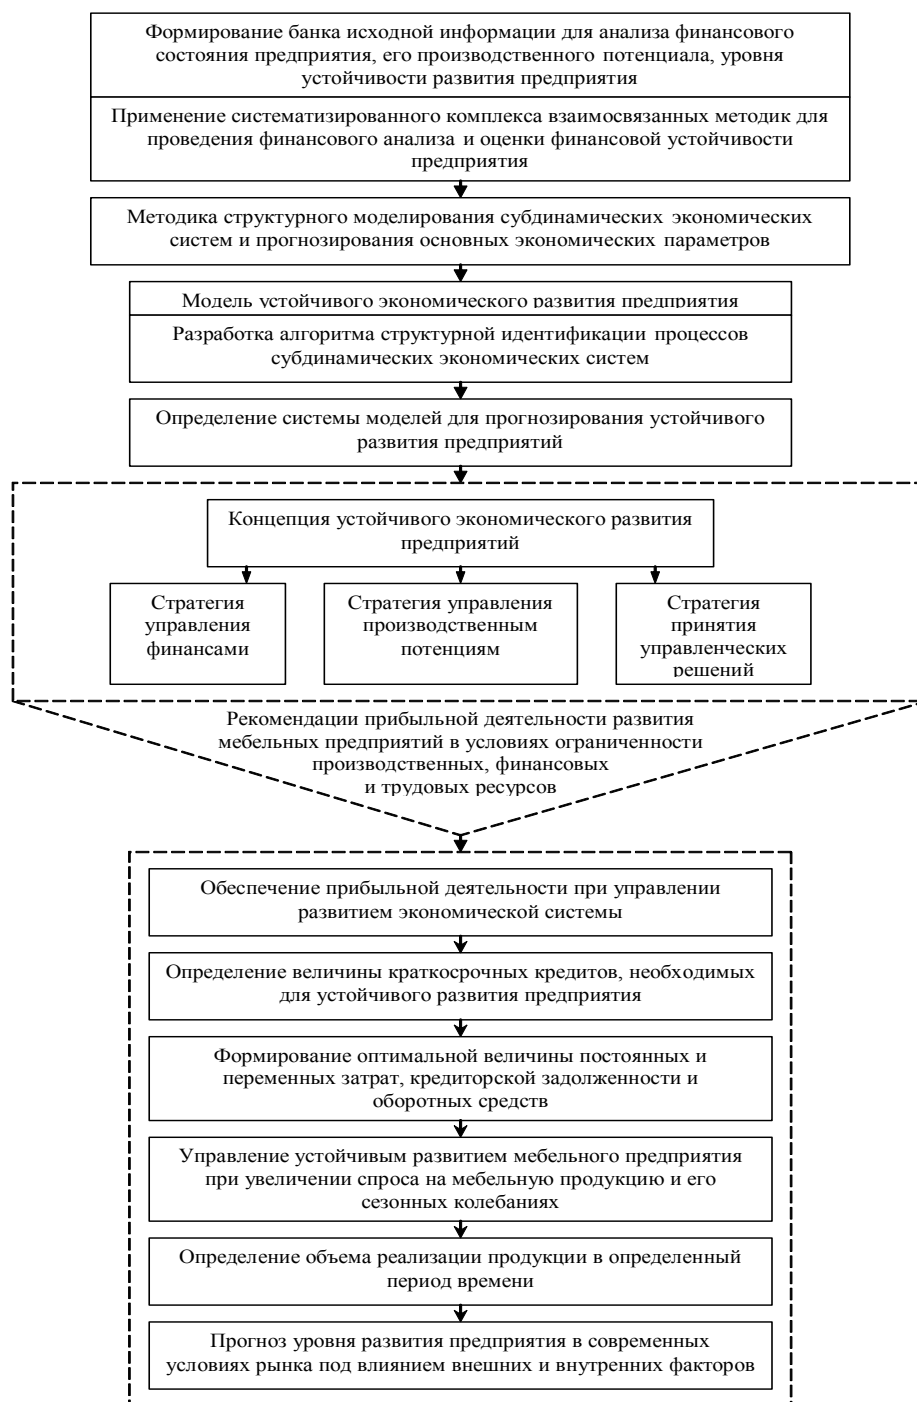 Формирование банка исходной информации для анализа финансового
состояния предприятия, его производственного потенциала, уровня
устойчивости развития предприятия
Применение систематизированного комплекса взаимосвязанных методик для
проведения финансового анализа и оценки финансовой устойчивости
предприятия
Методика структурного моделирования субдинамических экономических
систем и прогнозирования основных экономических параметров
Модель устойчивого экономического развития предприятия
Разработка алгоритма структурной идентификации процессов
субдинамических экономических систем
Определение системы моделей для прогнозирования устойчивого
развития предприятий
Концепция устойчивого экономического развития
предприятий
Стратегия
управления
финансами
Стратегия управления
производственным
потенциям
Стратегия
принятия
управленческих
решений
Рекомендации прибыльной деятельности развития
мебельных предприятий в условиях ограниченности
производственных, финансовых
и трудовых ресурсов
Обеспечение прибыльной деятельности при управлении
развитием экономической системы
Определение величины краткосрочных кредитов, необходимых
для устойчивого развития предприятия
Формирование оптимальной величины постоянных и
переменных затрат, кредиторской задолженности и
оборотных средств
Управление устойчивым развитием мебельного предприятия
при увеличении спроса на мебельную продукцию и его
сезонных колебаниях
Определение объема реализации продукции в определенный
период времени
Прогноз уровня развития предприятия в современных
условиях рынка под влиянием внешних и внутренних факторов